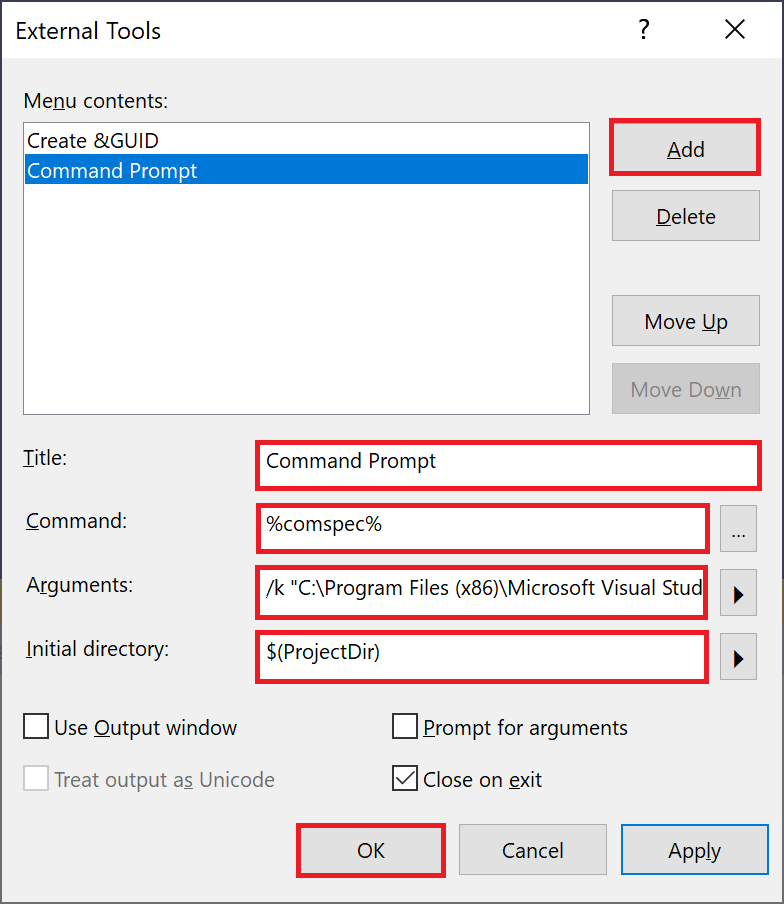 External Tools ?
Menu contents:
Create &GUID
Command Prompt
Add
Delete
Move Up
Move Down
Title: Command Prompt
Command: %comspec% ...
Arguments: /k "C:\Program Files (x86)\Microsoft Visual Stud
Initial directory: $(ProjectDir)
Use Output window Prompt for arguments
Treat output as Unicode Close on exit
OK Cancel Apply